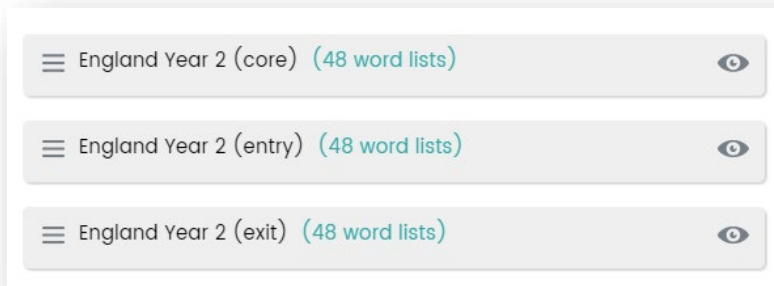 England Year 2 (core) (48 word lists)
England Year 2 (entry) (48 word lists)
England Year 2 (exit) (48 word lists)